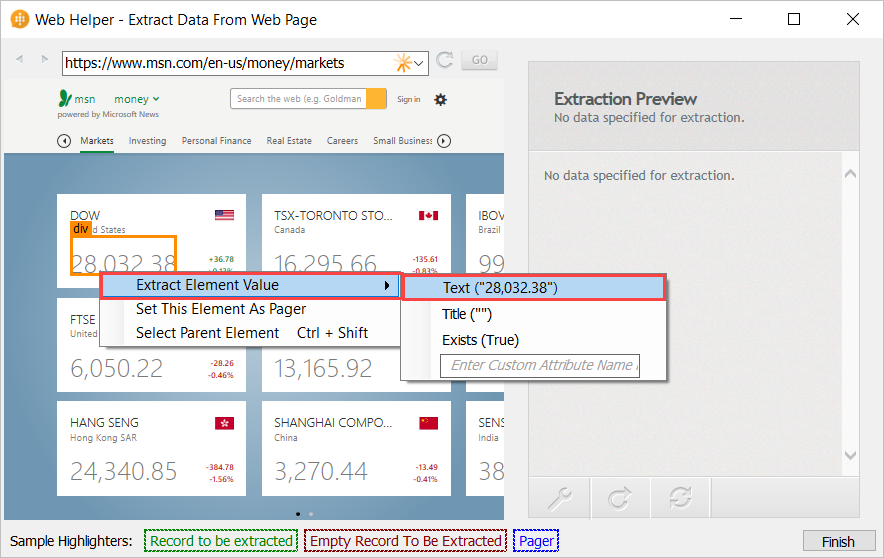 Web Helper - Extract Data From Web Page
https://www.msn.com/en-us/money/markets
GO
msn money
powered by Microsoft News
Search the web (e.g. Goldman
Sign in
Markets Investing Personal Finance Real Estate Careers Small Business
Extraction Preview
No data specified for extraction.
No data specified for extraction.
DOW
div
d States
28,032.38
+36.78
+0.13%
TSX-TORONTO STO...
Canada
16,295.66
-135.61
-0.83%
IBOV
Brazil
99
Extract Element Value
Set This Element As Pager
Select Parent Element Ctrl + Shift
Text ("28,032.38")
Title ("")
Exists (True)
Enter Custom Attribute Name
FTSE
United
6,050.22
-28.26
-0.46%
13,165.92
HANG SENG
Hong Kong SAR
24,340.85
-384.78
-1.56%
SHANGHAI COMPO...
China
3,270.44
-13.49
-0.41%
SENS
India
38
Sample Highlighters: Record to be extracted Empty Record To Be Extracted Pager
Finish